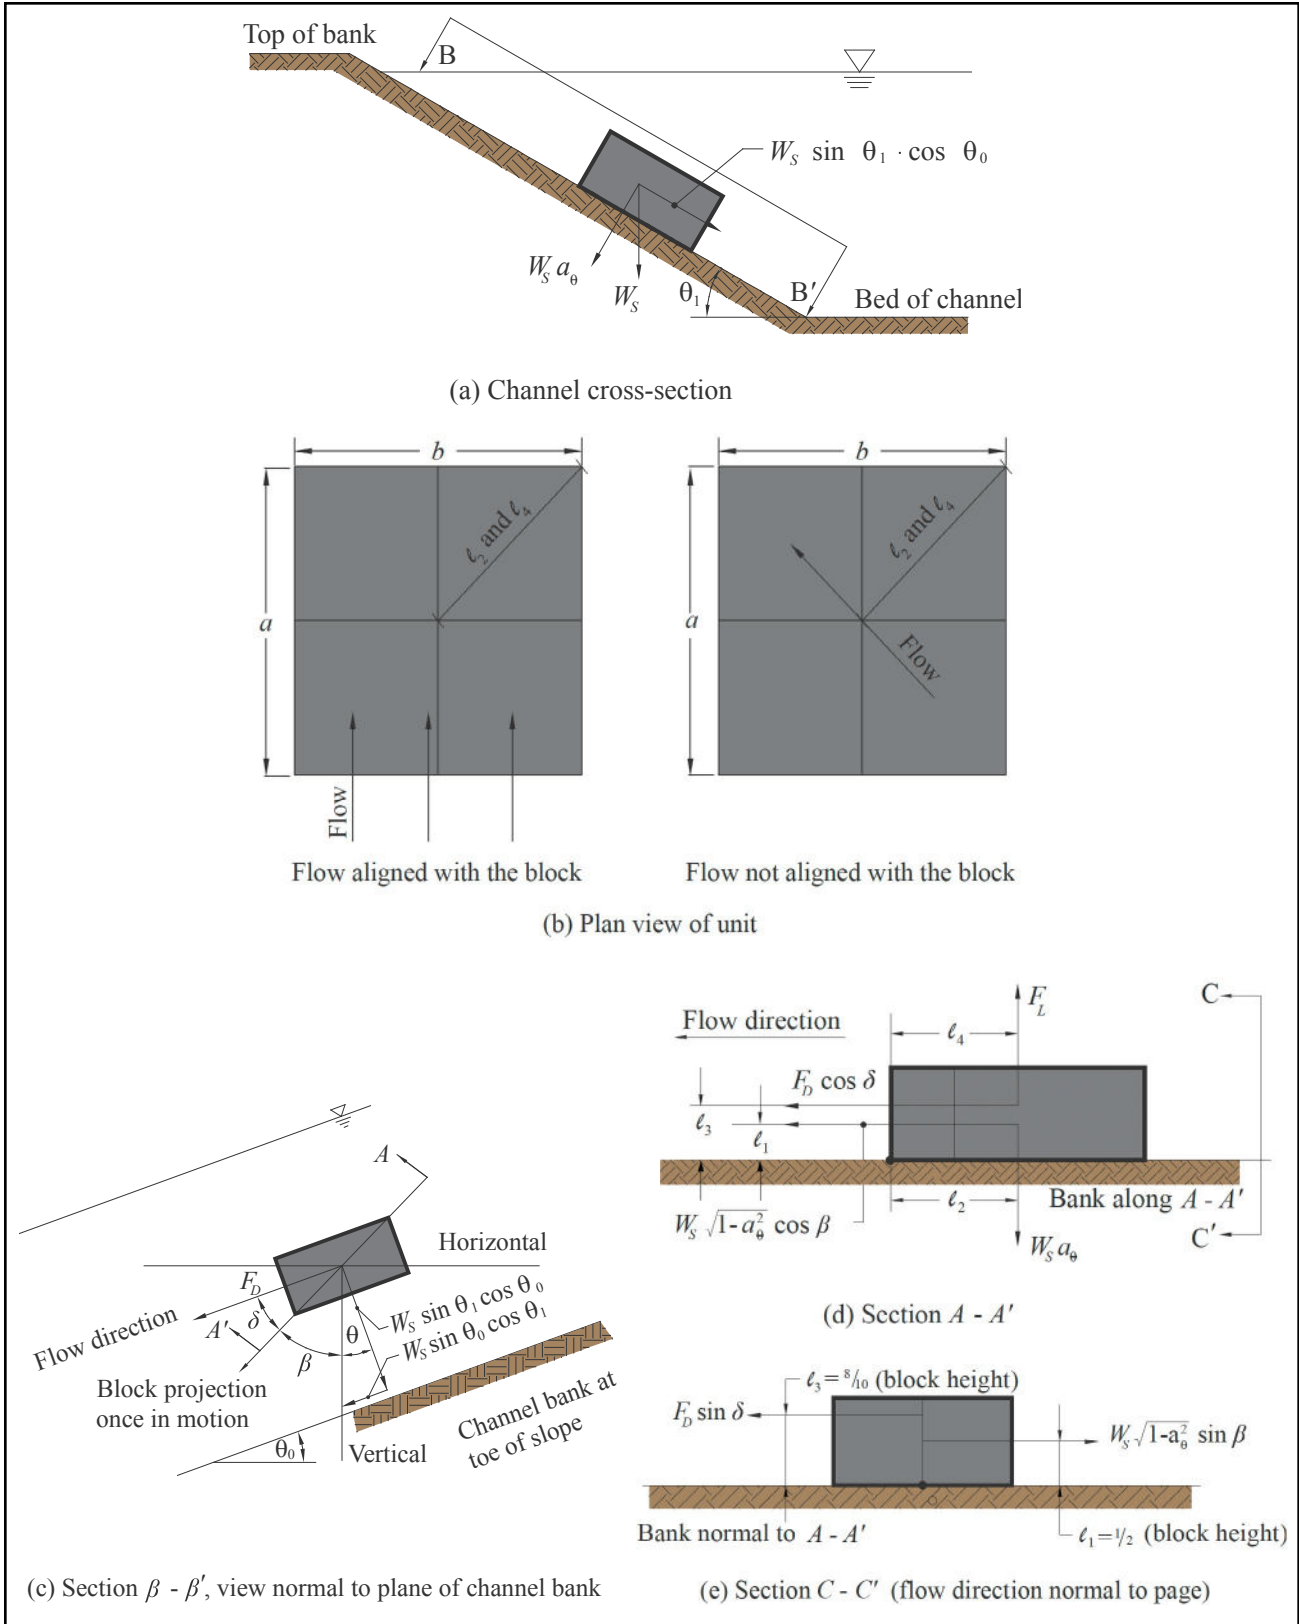 Top of bank
B
W_S sin θ_1 · cos θ_0
W_S a_θ
W_S
θ_1
B′
Bed of channel
(a) Channel cross-section
b
a
ℓ_2 and ℓ_4
Flow
Flow aligned with the block
b
a
ℓ_2 and ℓ_4
Flow
Flow not aligned with the block
(b) Plan view of unit
A
Horizontal
F_D
Flow direction
δ
A′
β
θ
W_S sin θ_1 cos θ_0
W_S sin θ_0 cos θ_1
Block projection
once in motion
Channel bank at
toe of slope
θ_0
Vertical
(c) Section β - β′, view normal to plane of channel bank
F_L
C
Flow direction
ℓ_4
F_D cos δ
ℓ_3
ℓ_1
ℓ_2
Bank along A - A′
W_S √1-a_θ^2 cos β
W_S a_θ
C′
(d) Section A - A′
ℓ_3 = 8/10 (block height)
F_D sin δ
W_S √1-a_θ^2 sin β
Bank normal to A - A′
ℓ_1 = 1/2 (block height)
(e) Section C - C′ (flow direction normal to page)